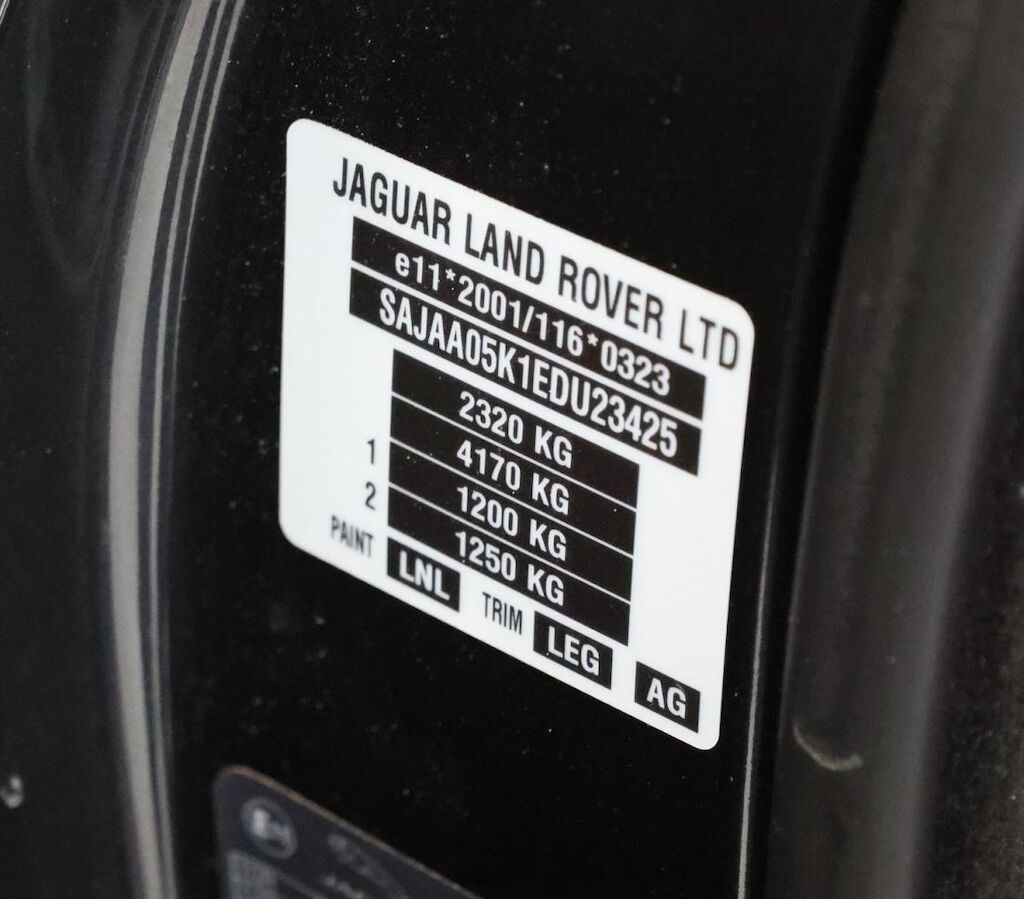 JAGUAR LAND ROVER LTD
e11*2001/116*0323
SAJAA05K1EDU23425
2320 KG
4170 KG
1 1200 KG
2 1250 KG
PAINT LNL TRIM LEG AG